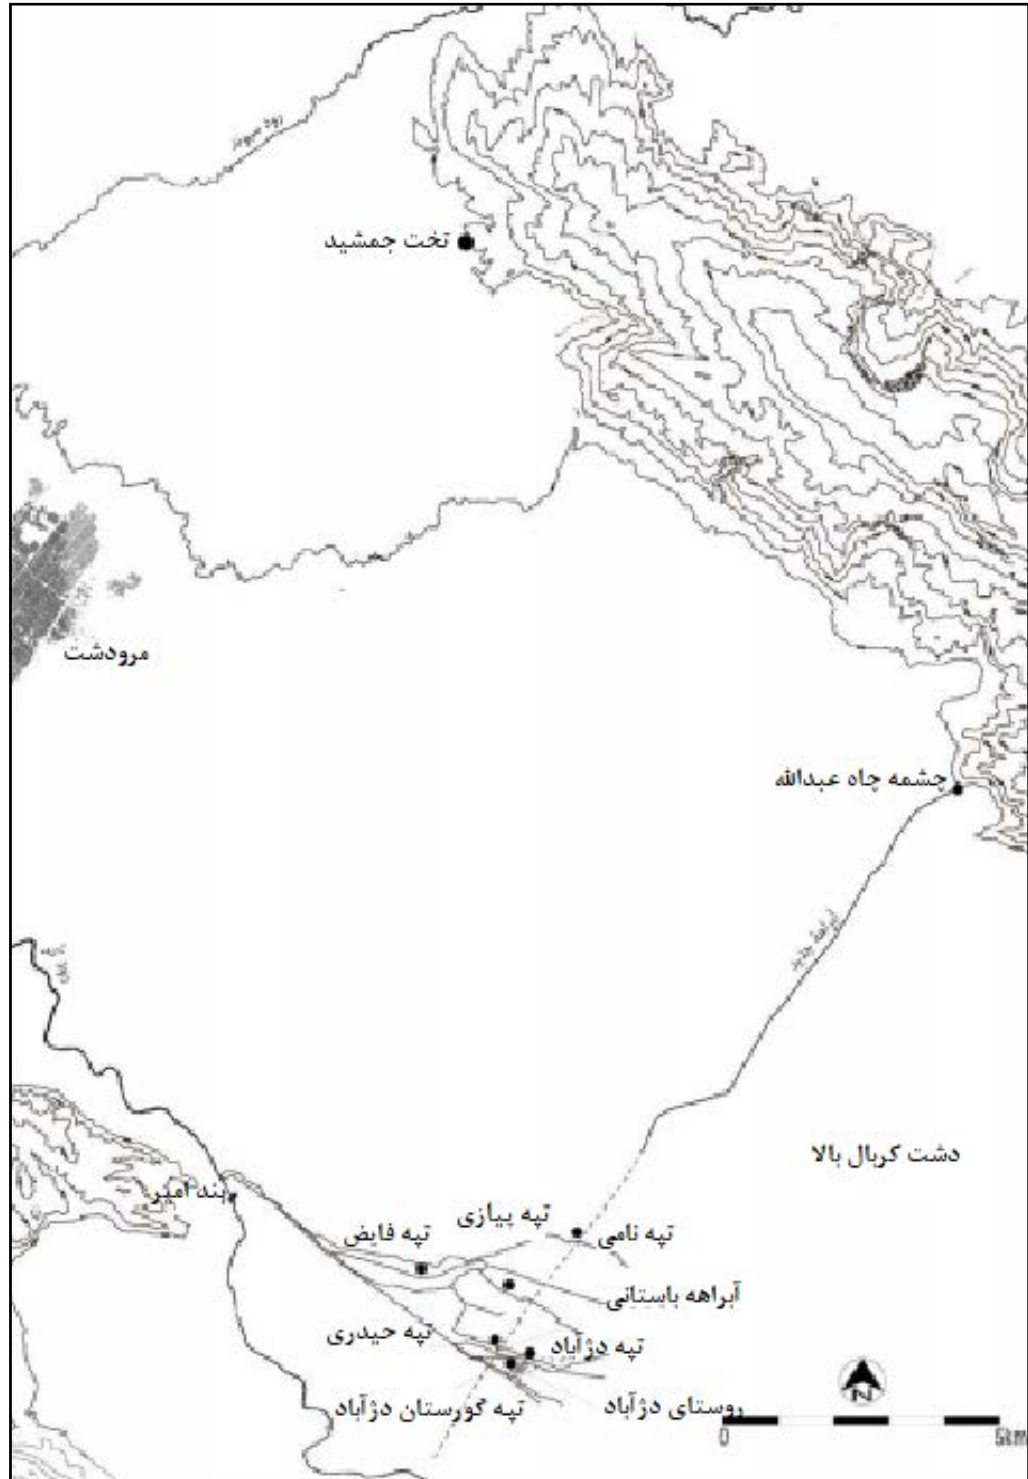 تخت جمشید
مرودشت
چشمه چاه عبدالله
دشت کربال بالا
بند امیر
تپه پیازی
تپه نامی
تپه فایض
آبراهه باستانی
تپه حیدری
تپه دژآباد
تپه گورستان دژآباد
روستای دژآباد
N
0
5km